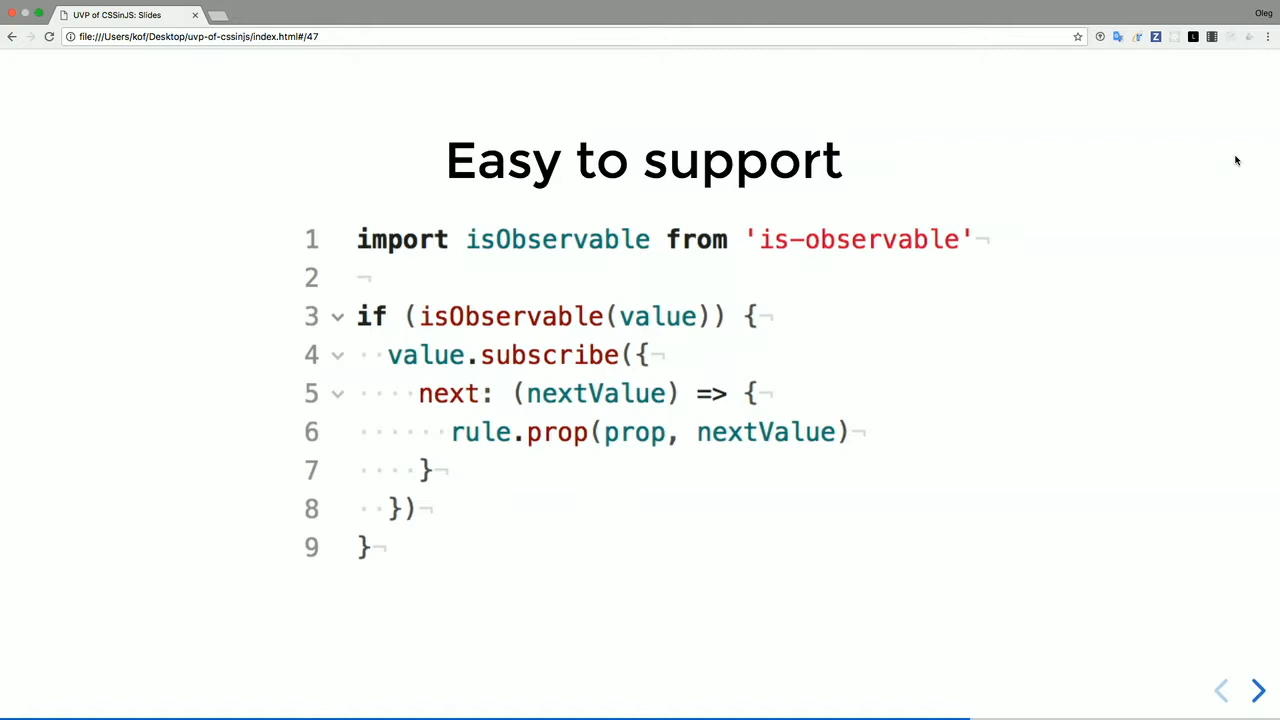 UVP of CSSinJS: Slides
Oleg
file:///Users/kof/Desktop/uvp-of-cssinjs/index.html#/47
Easy to support
1 import isObservable from 'is-observable'¬
2 ¬
3 if (isObservable(value)) {¬
4 ··value.subscribe({¬
5 ····next: (nextValue) => {¬
6 ······rule.prop(prop, nextValue)¬
7 ····}¬
8 ··})¬
9 }¬